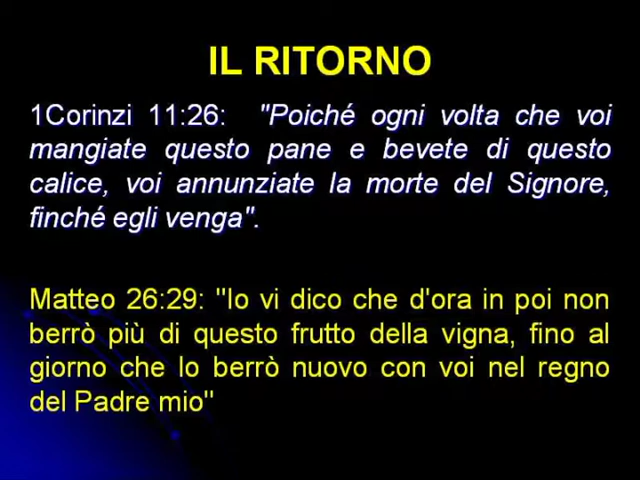 IL RITORNO
1Corinzi 11:26: "Poiché ogni volta che voi
mangiate questo pane e bevete di questo
calice, voi annunziate la morte del Signore,
finché egli venga".
Matteo 26:29: "Io vi dico che d'ora in poi non
berrò più di questo frutto della vigna, fino al
giorno che lo berrò nuovo con voi nel regno
del Padre mio"